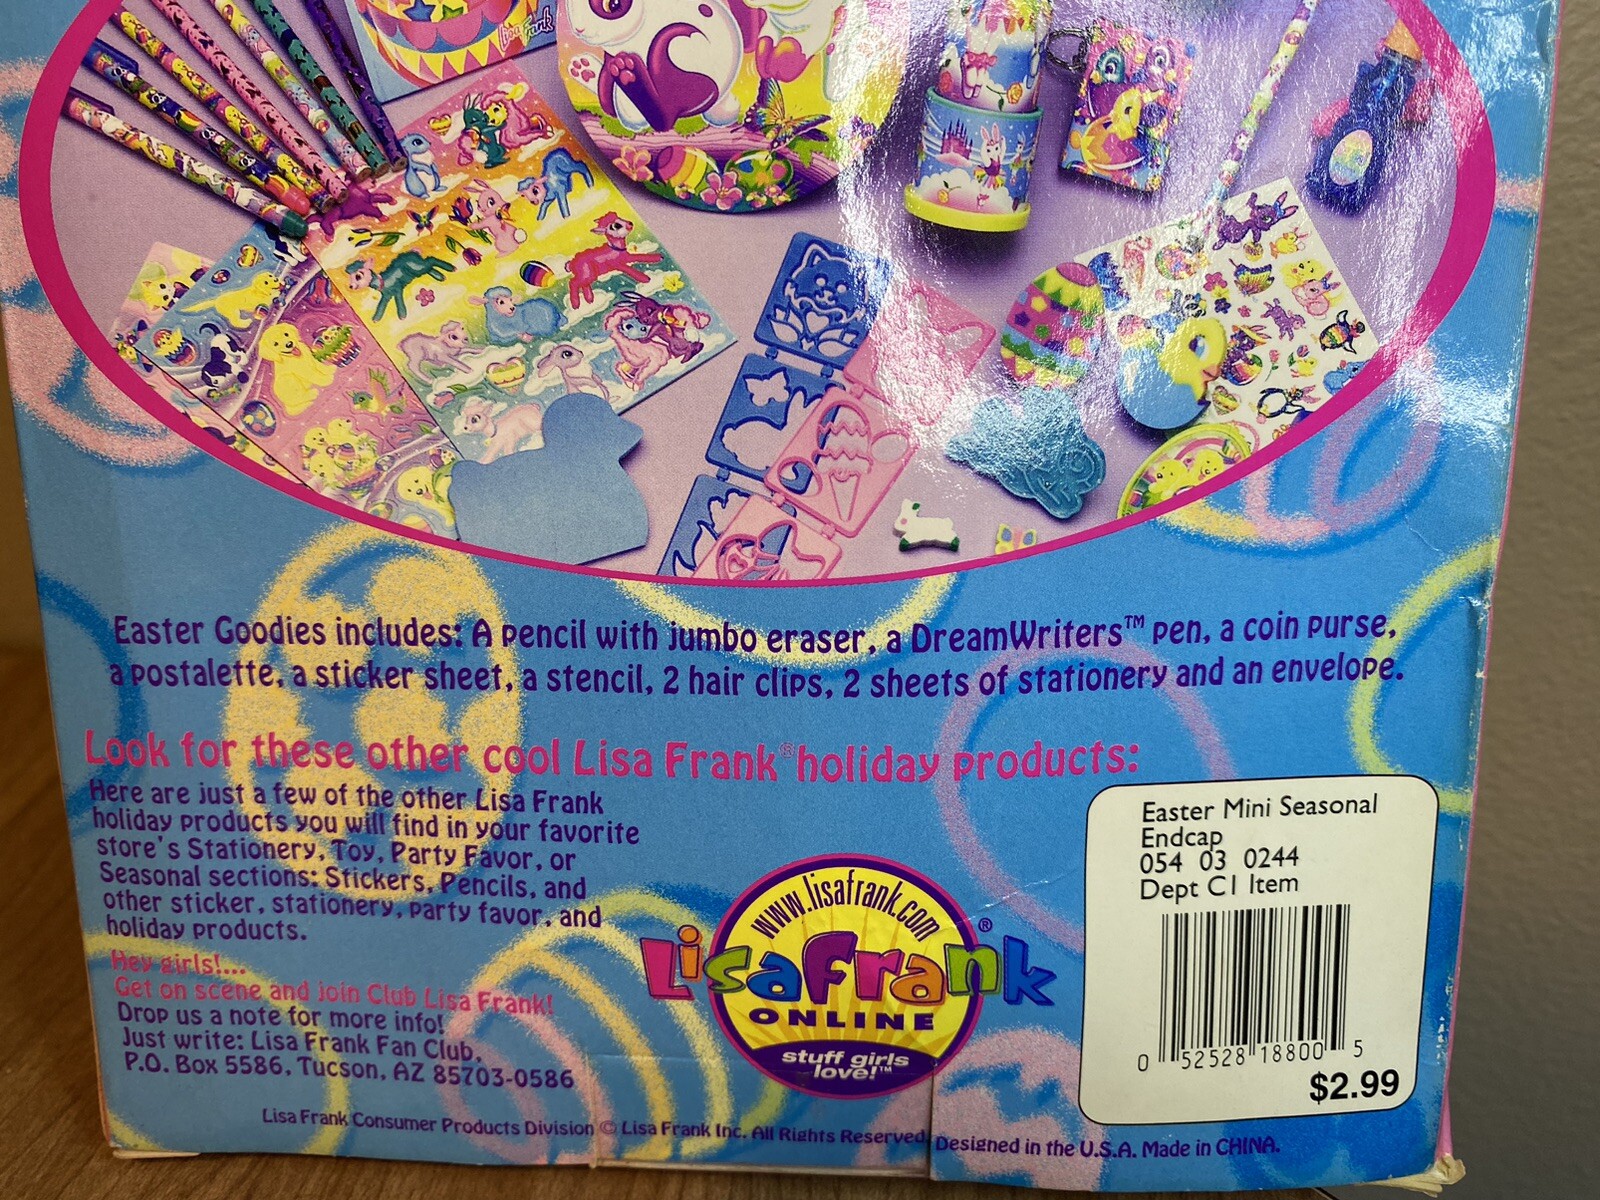 Lisa Frank
Easter Goodies includes: A pencil with jumbo eraser, a DreamWriters™ pen, a coin purse,
a postalette, a sticker sheet, a stencil, 2 hair clips, 2 sheets of stationery and an envelope.
Look for these other cool Lisa Frank® holiday products:
Here are just a few of the other Lisa Frank
holiday products you will find in your favorite
store's Stationery, Toy, Party Favor, or
Seasonal sections: Stickers, Pencils, and
other sticker, stationery, party favor, and
holiday products.
Hey girls!...
Get on scene and join Club Lisa Frank!
Drop us a note for more info!
Just write: Lisa Frank Fan Club,
P.O. Box 5586, Tucson, AZ 85703-0586
www.lisafrank.com
Lisa Frank®
ONLINE
stuff girls
love!™
Easter Mini Seasonal
Endcap
054 03 0244
Dept C1 Item
0 52528 18800 5
$2.99
Lisa Frank Consumer Products Division © Lisa Frank Inc. All Rights Reserved. Designed in the U.S.A. Made in CHINA.